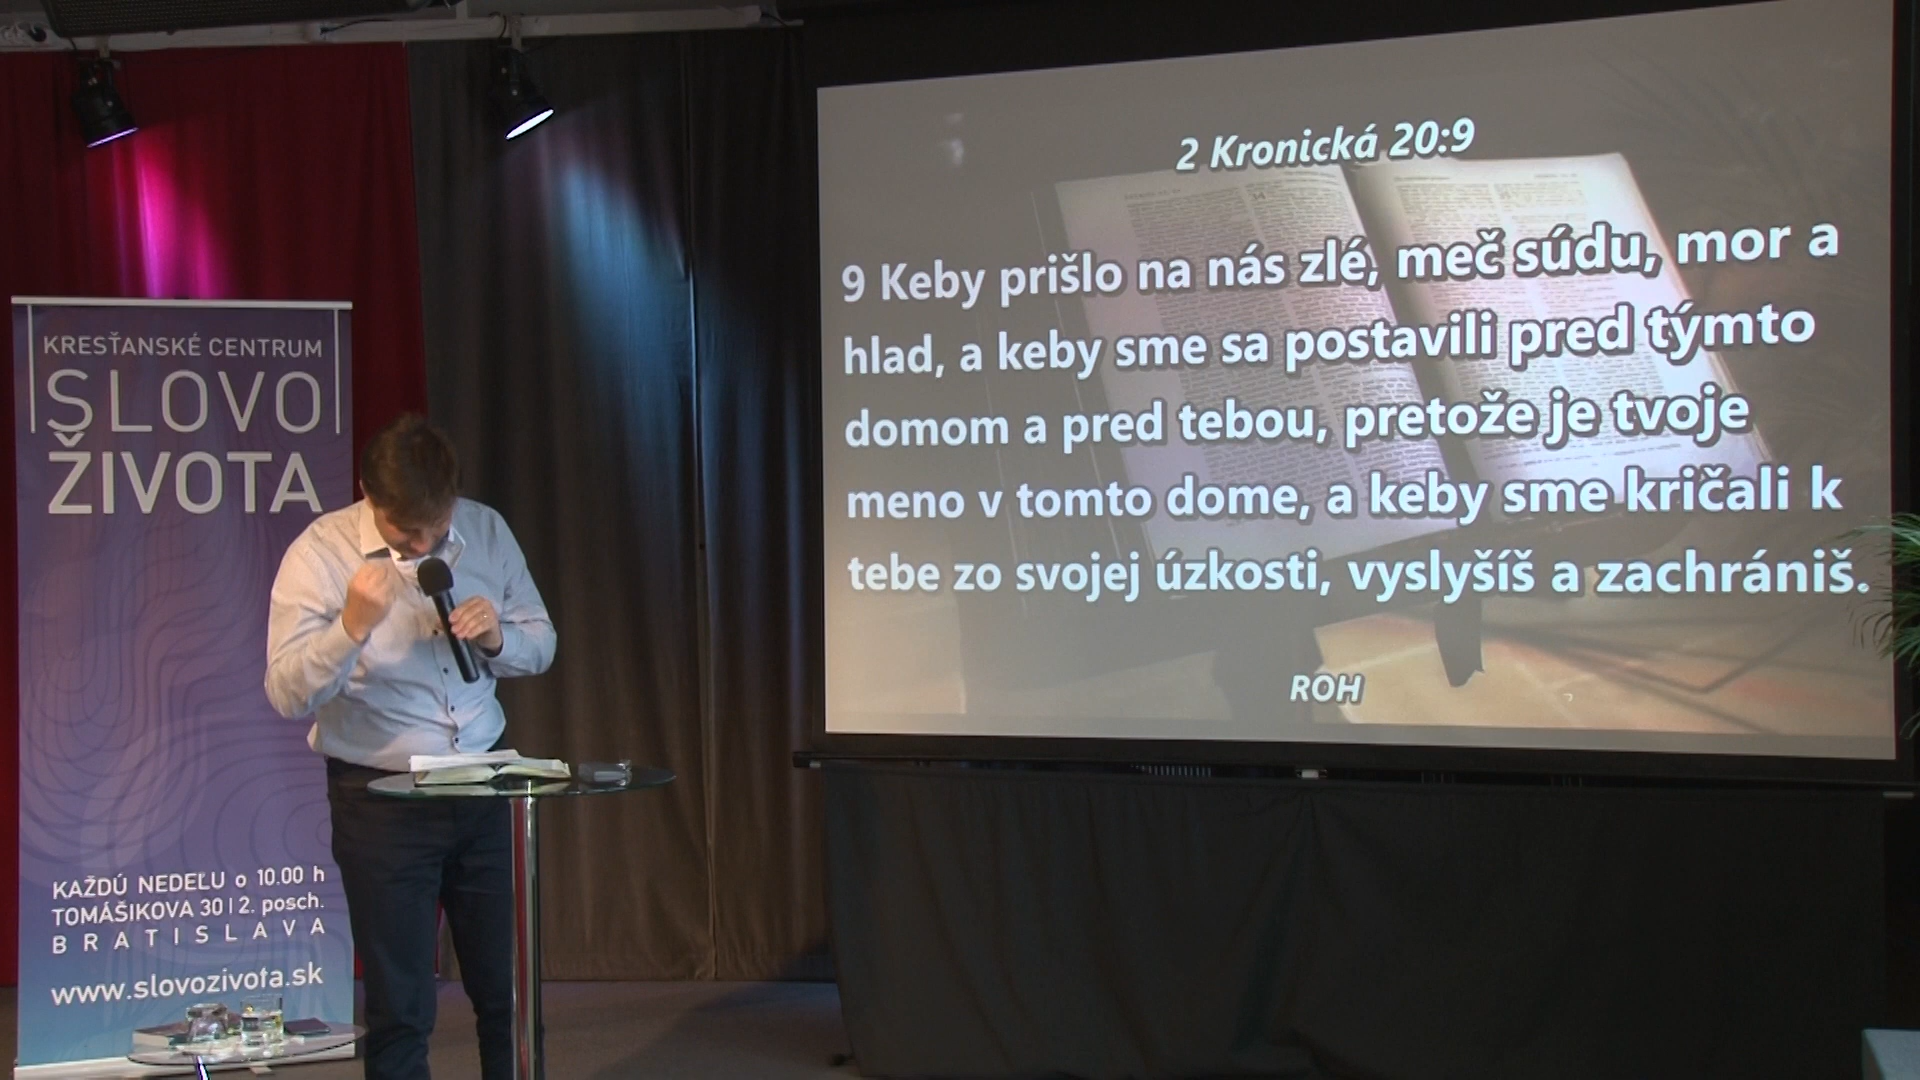 KRESŤANSKÉ CENTRUM
SLOVO
ŽIVOTA
KAŽDÚ NEDEĽU o 10.00 h
TOMÁŠIKOVA 30 | 2. posch.
BRATISLAVA
www.slovozivota.sk
2 Kronická 20:9
9 Keby prišlo na nás zlé, meč súdu, mor a
hlad, a keby sme sa postavili pred týmto
domom a pred tebou, pretože je tvoje
meno v tomto dome, a keby sme kričali k
tebe zo svojej úzkosti, vyslyšíš a zachrániš.
ROH